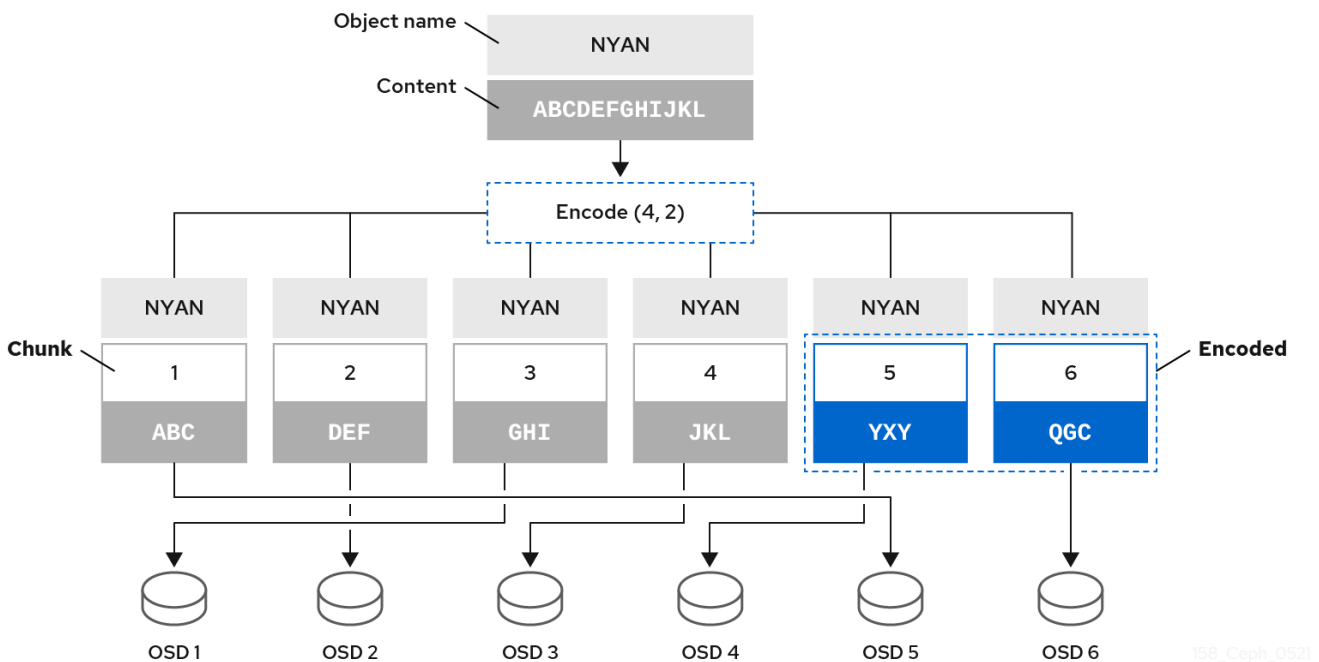 Object name
NYAN
Content
ABCDEFGHIJKL
Encode (4, 2)
NYAN NYAN NYAN NYAN NYAN NYAN
Chunk
Encoded
1 2 3 4 5 6
ABC DEF GHI JKL YXY QGC
OSD 1 OSD 2 OSD 3 OSD 4 OSD 5 OSD 6
158_Ceph_0521